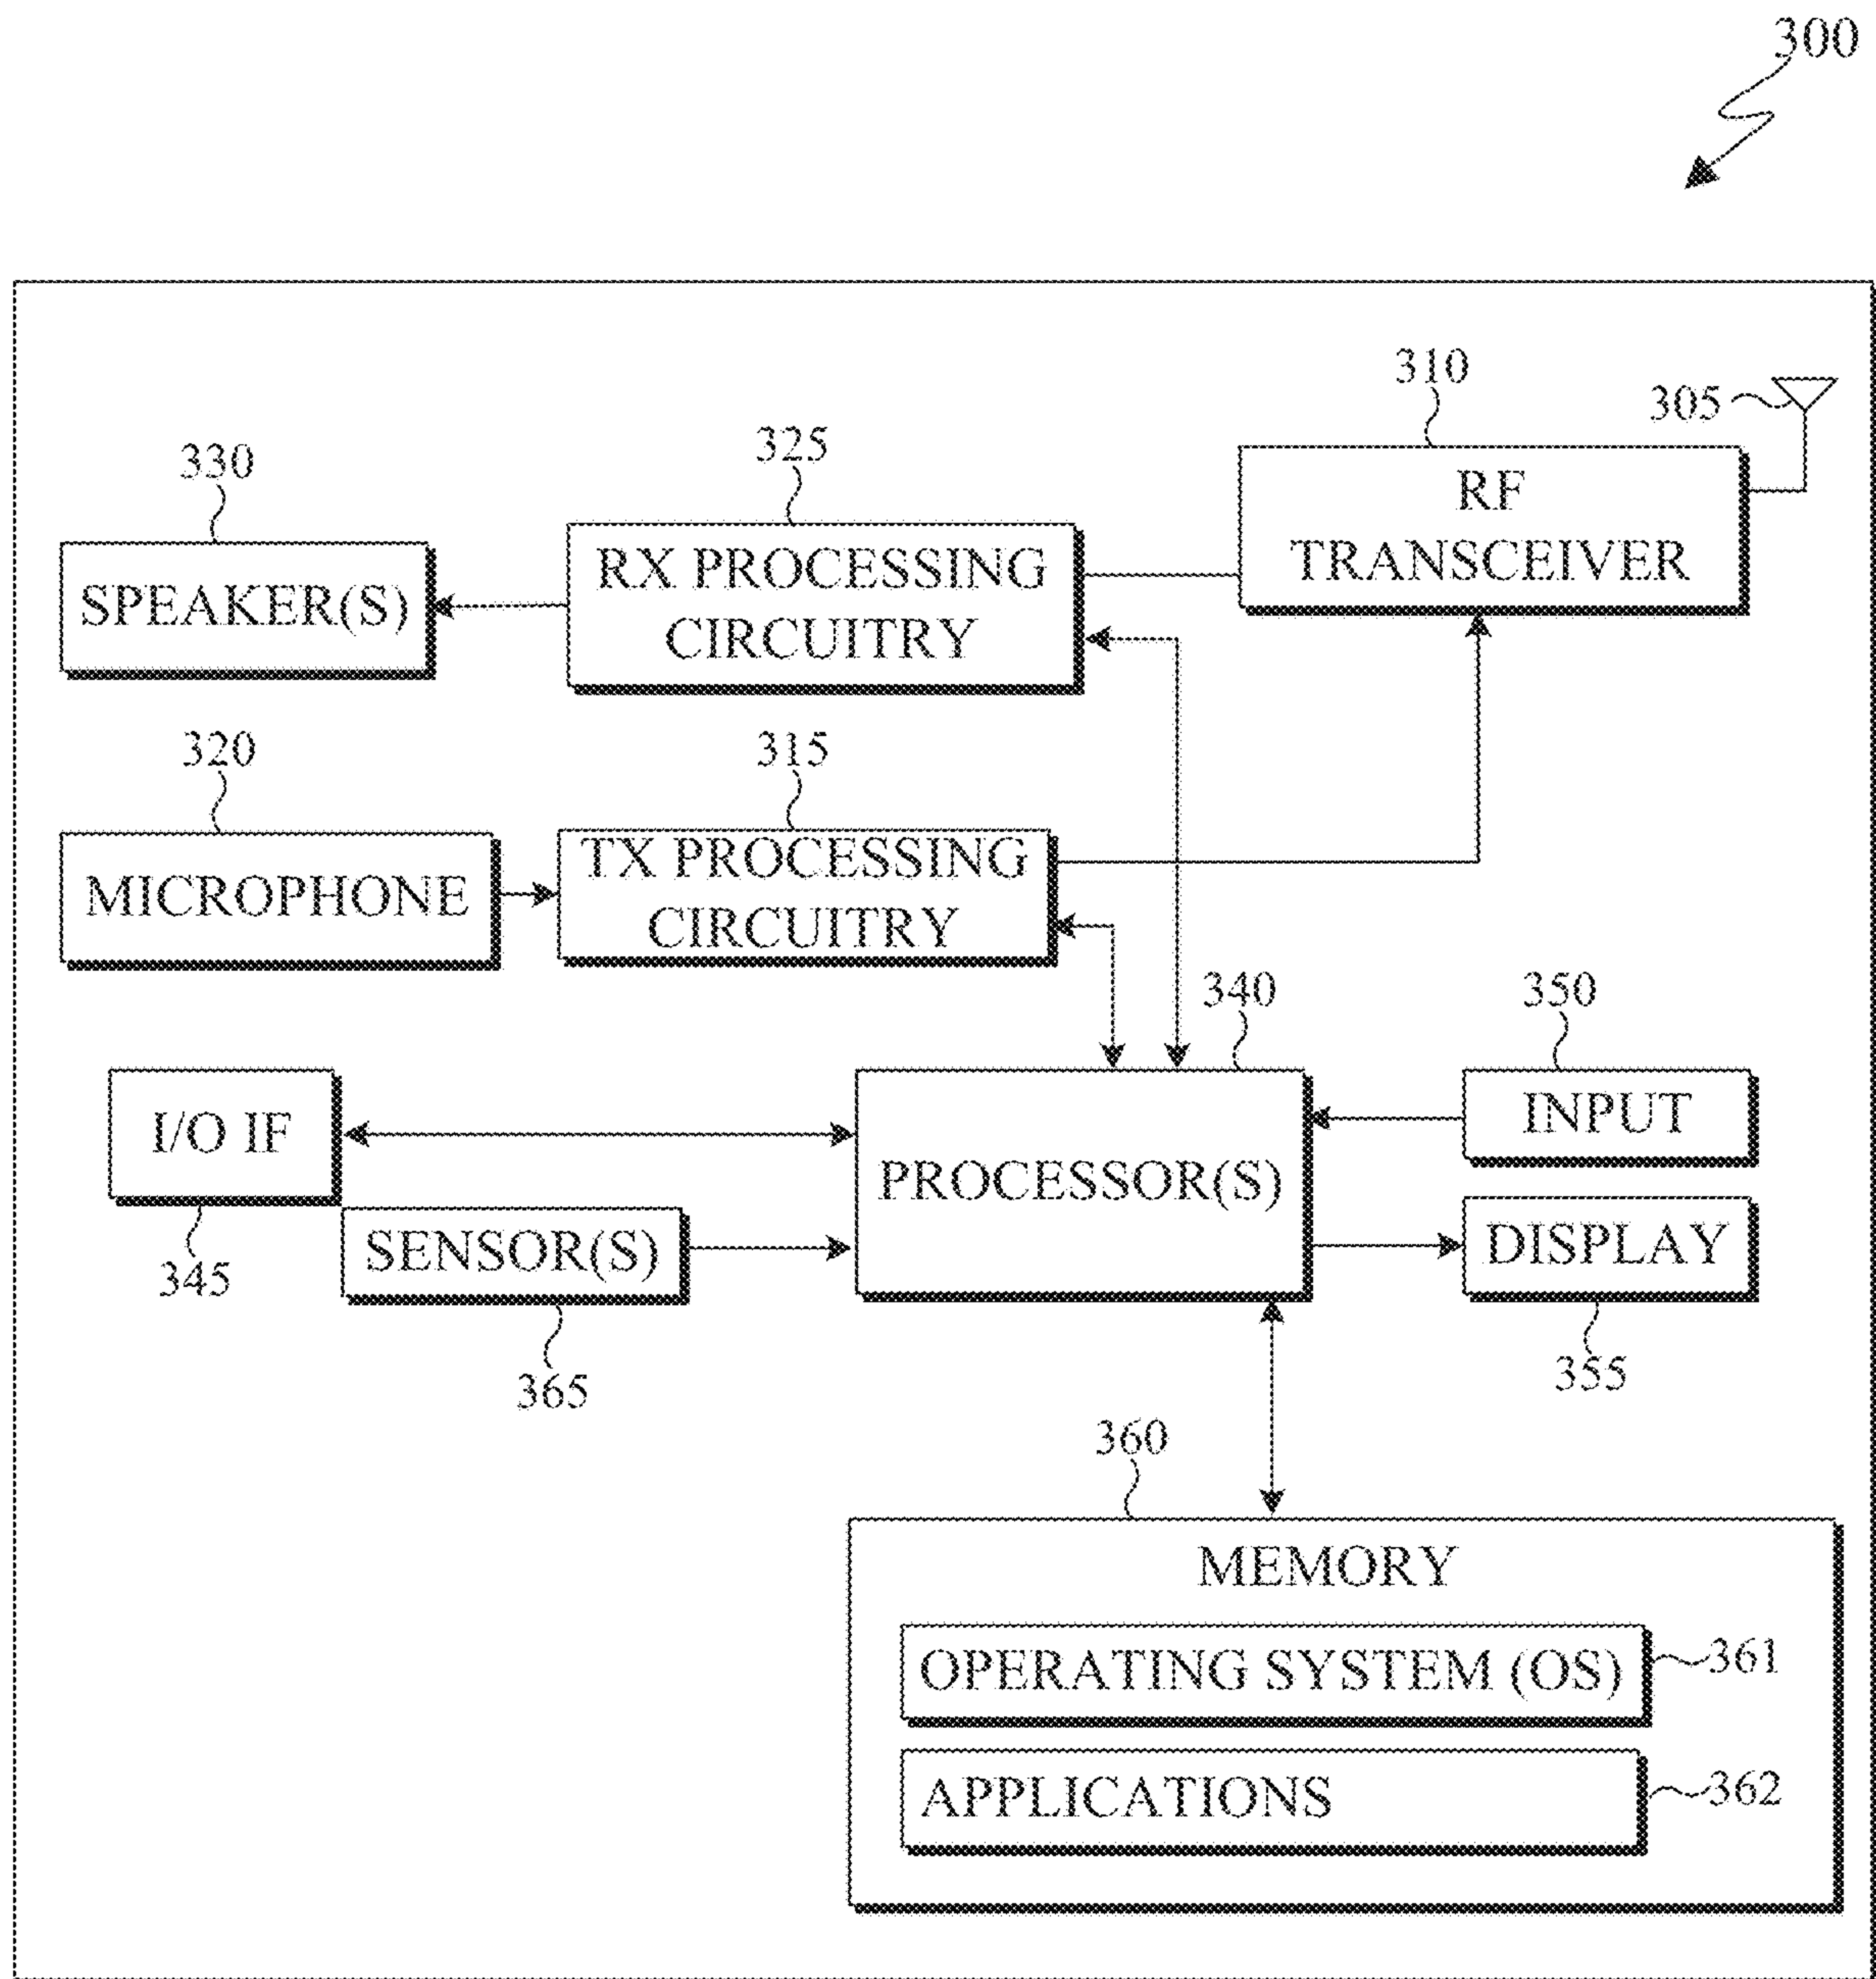 300
310
305
325
330
RF
TRANSCEIVER
RX PROCESSING
CIRCUITRY
SPEAKER(S)
320
315
MICROPHONE
TX PROCESSING
CIRCUITRY
340
350
I/O IF
INPUT
PROCESSOR(S)
SENSOR(S)
DISPLAY
345
365
355
360
MEMORY
OPERATING SYSTEM (OS)
361
APPLICATIONS
362